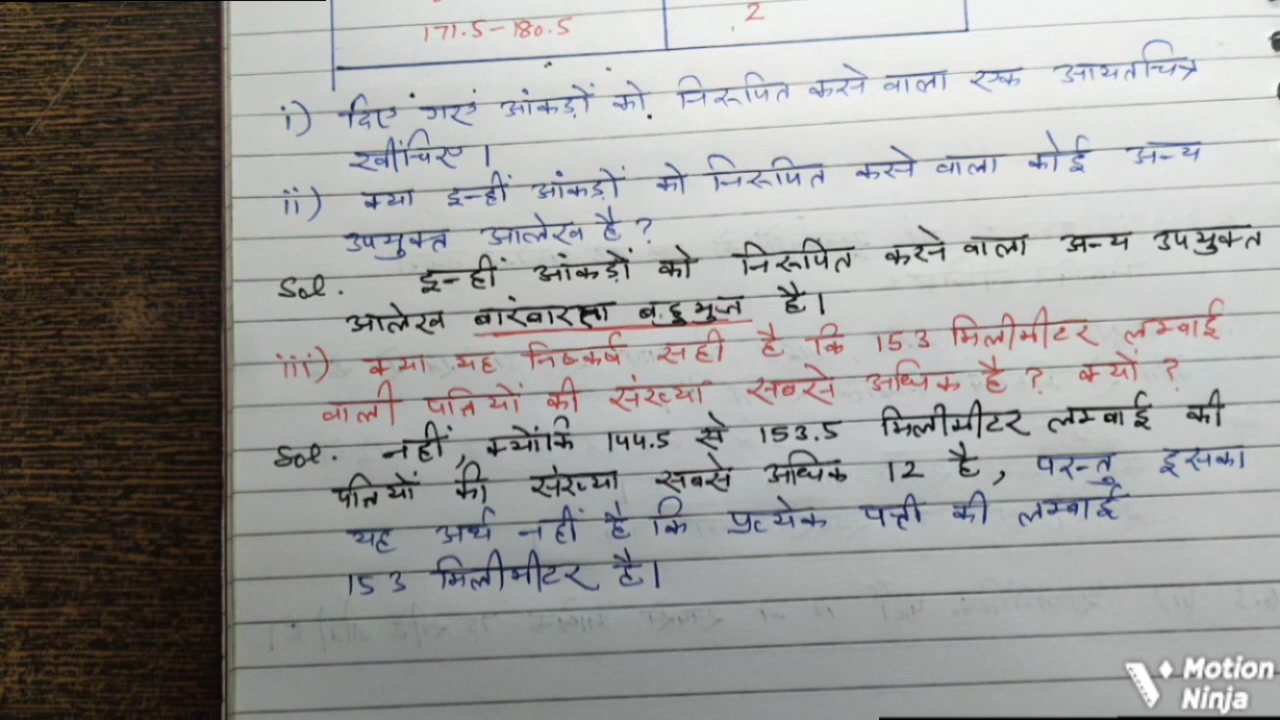 171.5-180.5 2
i) दिए गए आंकड़ों को निरूपित करने वाला एक आयतचित्र
खींचिए।
ii) क्या इन्हीं आंकड़ों को निरूपित करने वाला कोई अन्य
उपयुक्त आलेख है?
Sol. इन्हीं आंकड़ों को निरूपित करने वाला अन्य उपयुक्त
आलेख बारंबारता बहुभुज है।
iii) क्या यह निष्कर्ष सही है कि 153 मिलीमीटर लम्बाई
वाली पत्तियों की संख्या सबसे अधिक है? क्यों?
Sol. नहीं, क्योंकि 144.5 से 153.5 मिलीमीटर लम्बाई की
पत्तियों की संख्या सबसे अधिक 12 है, परन्तु इसका
यह अर्थ नहीं है कि प्रत्येक पत्ती की लम्बाई
153 मिलीमीटर है।
Motion
Ninja